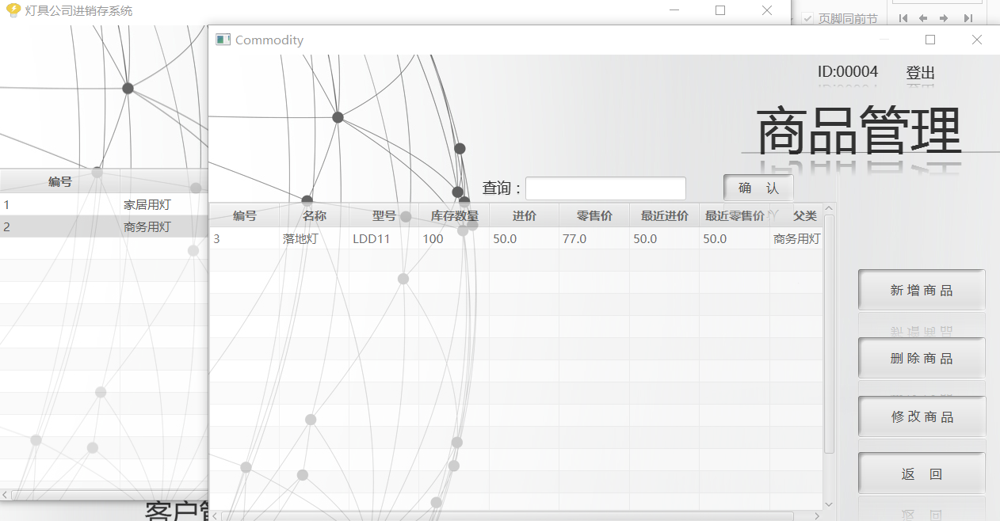 灯具公司进销存系统
页脚同前节
Commodity
ID:00004 登出
商品管理
查询： 确 认
编号
1 家居用灯
2 商务用灯
编号 名称 型号 库存数量 进价 零售价 最近进价 最近零售价 父类
3 落地灯 LDD11 100 50.0 77.0 50.0 50.0 商务用灯
新增商品
删除商品
修改商品
返 回